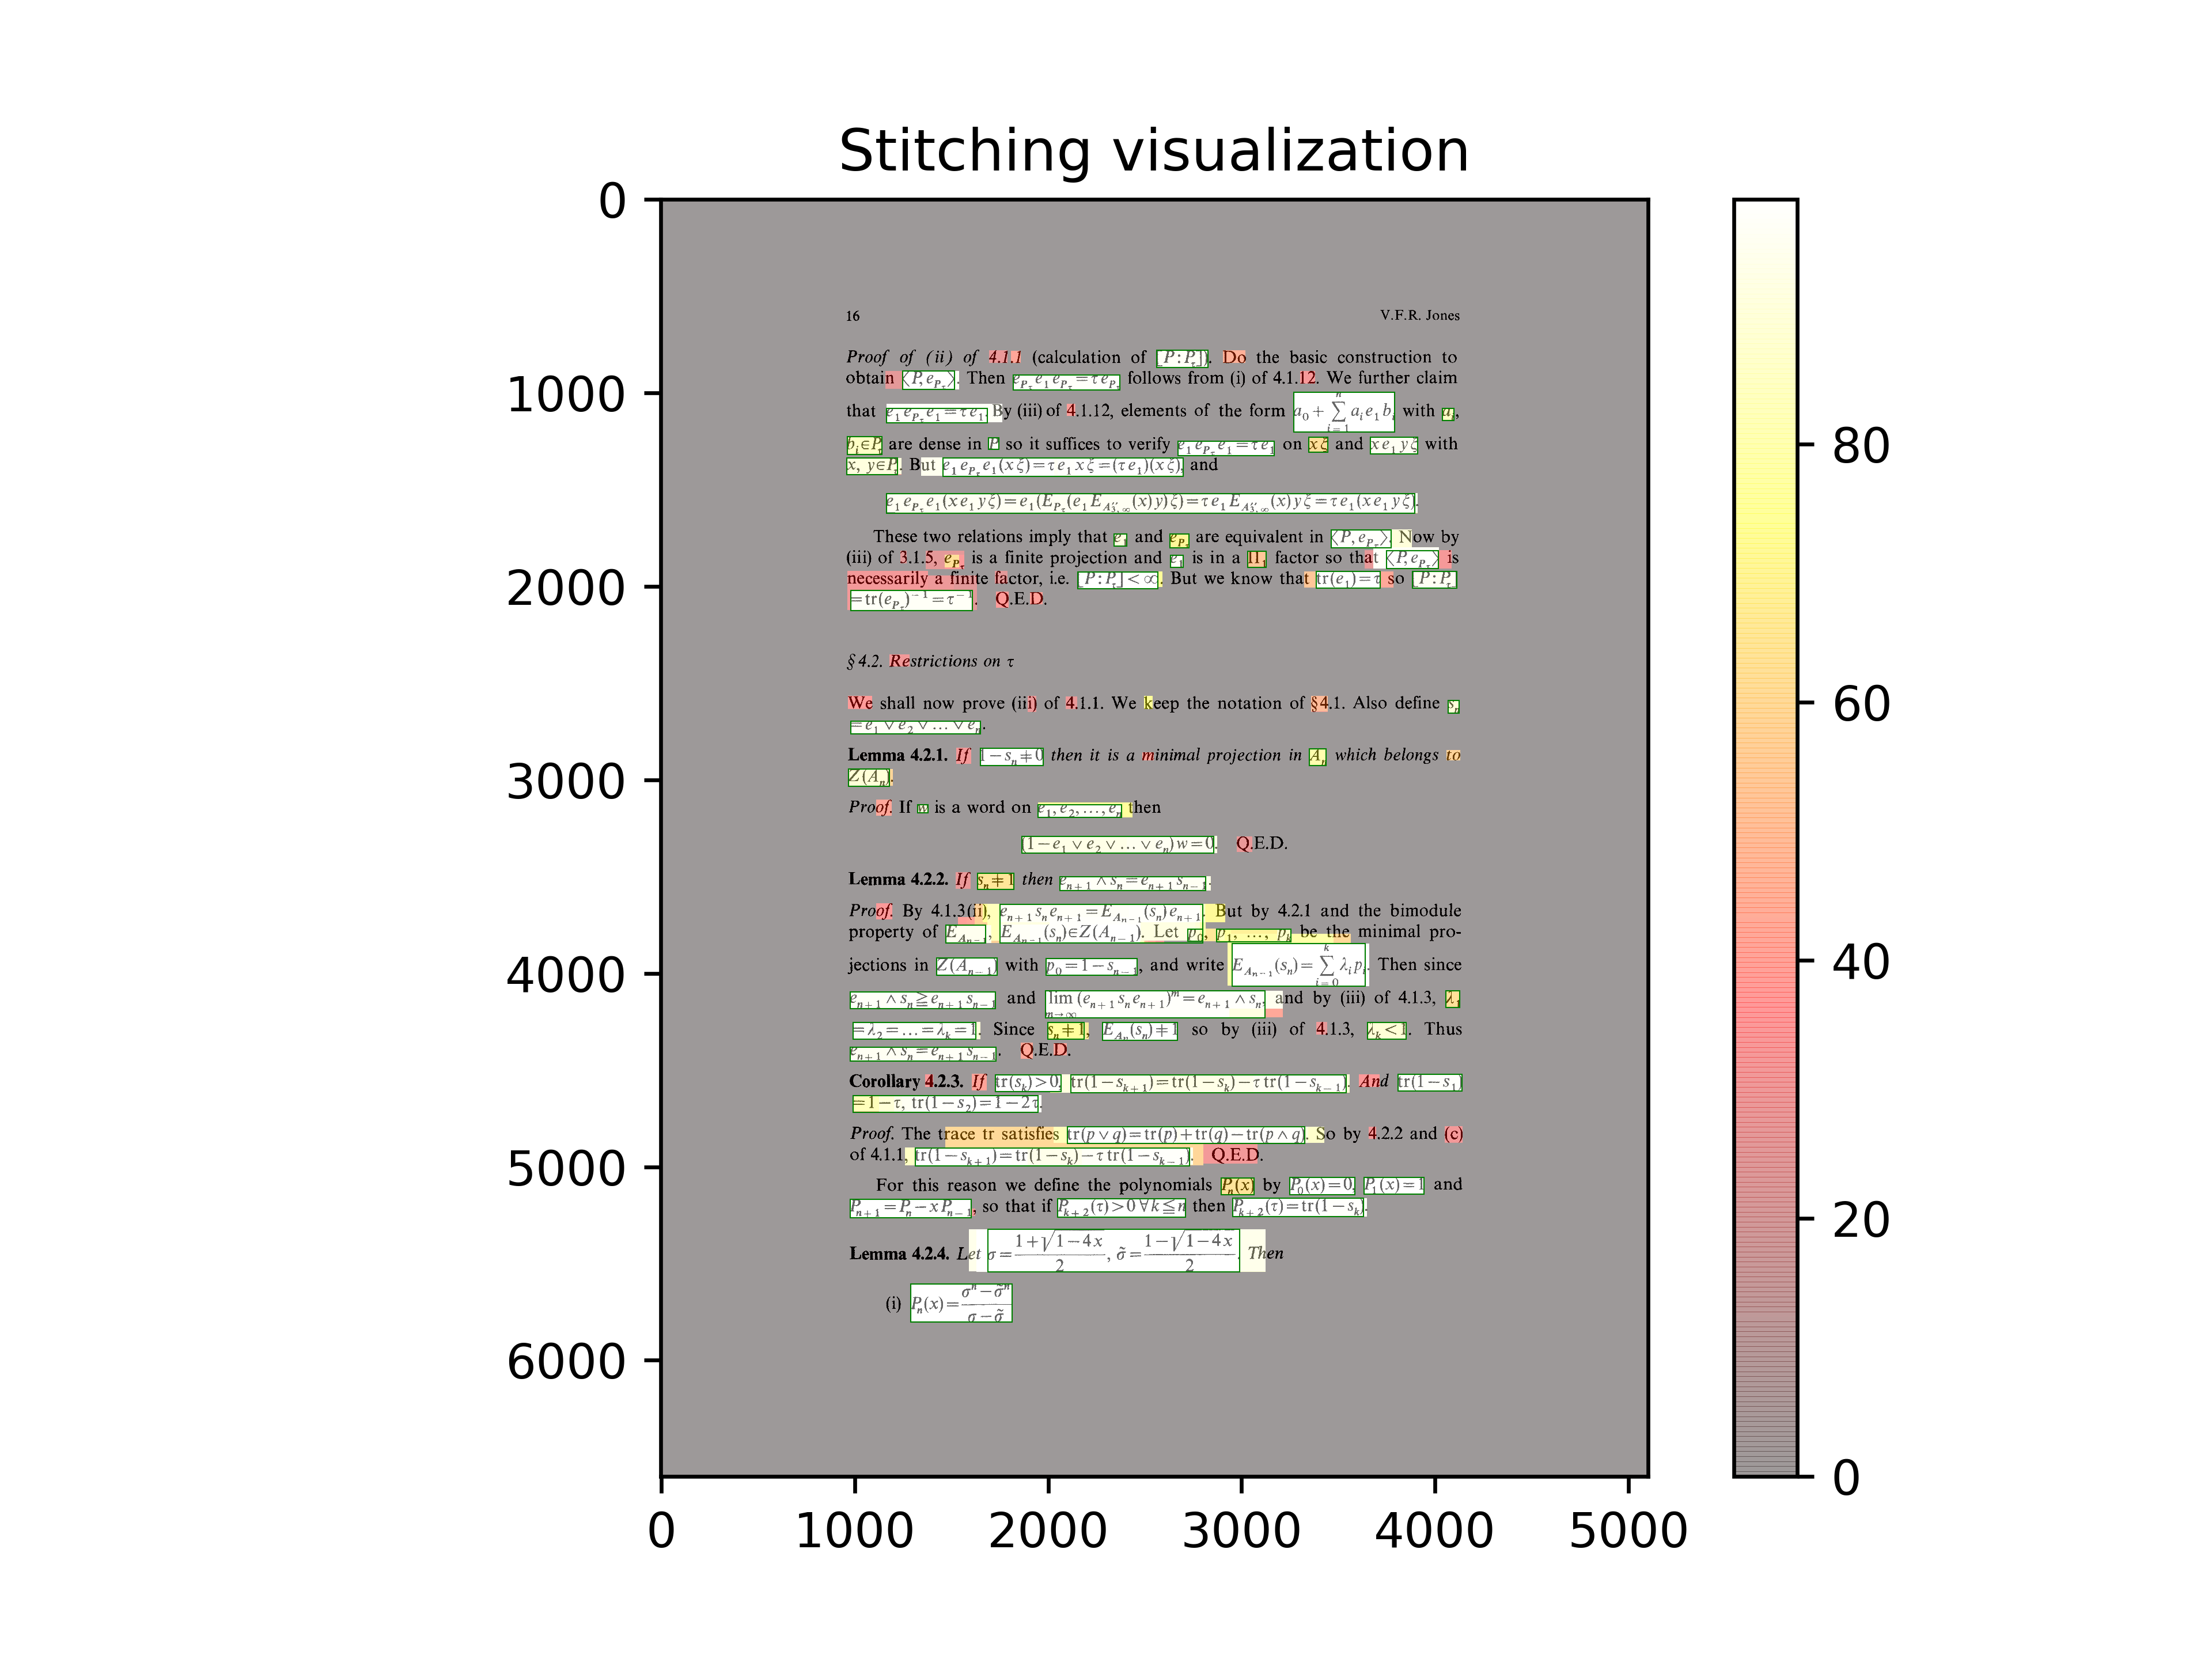 Stitching visualization
0
1000
2000
3000
4000
5000
6000
0
1000
2000
3000
4000
5000
80
60
40
20
0
16 V.F.R. Jones
Proof of (ii) of 4.1.1 (calculation of [P:P_τ]). Do the basic construction to
obtain ⟨P, e_{P_τ}⟩. Then e_{P_τ} e_1 e_{P_τ} = τ e_{P_τ} follows from (i) of 4.1.12. We further claim
that e_1 e_{P_τ} e_1 = τ e_1. By (iii) of 4.1.12, elements of the form a_0 + ∑_{i=1}^n a_i e_1 b_i with a_i,
b_i ∈ P_τ are dense in P so it suffices to verify e_1 e_{P_τ} e_1 = τ e_1 on x ξ and x e_1 y ξ with
x, y ∈ P_τ. But e_1 e_{P_τ} e_1 (x ξ) = τ e_1 x ξ = (τ e_1)(x ξ), and
e_1 e_{P_τ} e_1 (x e_1 y ξ) = e_1 (E_{P_τ}(e_1 E_{A''_{3,∞}}(x) y) ξ) = τ e_1 E_{A''_{3,∞}}(x) y ξ = τ e_1 (x e_1 y ξ).
These two relations imply that e_1 and e_{P_τ} are equivalent in ⟨P, e_{P_τ}⟩. Now by
(iii) of 3.1.5, e_{P_τ} is a finite projection and e_1 is in a II_1 factor so that ⟨P, e_{P_τ}⟩ is
necessarily a finite factor, i.e. [P:P_τ] < ∞. But we know that tr(e_1) = τ so [P:P_τ]
= tr(e_{P_τ})^{-1} = τ^{-1}. Q.E.D.
§ 4.2. Restrictions on τ
We shall now prove (iii) of 4.1.1. We keep the notation of § 4.1. Also define s_n
= e_1 ∨ e_2 ∨ ... ∨ e_n.
Lemma 4.2.1. If 1 − s_n ≠ 0 then it is a minimal projection in A_n which belongs to
Z(A_n).
Proof. If w is a word on e_1, e_2, ..., e_n then
(1 − e_1 ∨ e_2 ∨ ... ∨ e_n) w = 0. Q.E.D.
Lemma 4.2.2. If s_n ≠ 1 then e_{n+1} ∧ s_n = e_{n+1} s_{n−1}.
Proof. By 4.1.3(ii), e_{n+1} s_n e_{n+1} = E_{A_{n−1}}(s_n) e_{n+1}. But by 4.2.1 and the bimodule
property of E_{A_{n−1}}, E_{A_{n−1}}(s_n) ∈ Z(A_{n−1}). Let p_0, p_1, ..., p_k be the minimal pro-
jections in Z(A_{n−1}) with p_0 = 1 − s_{n−1}, and write E_{A_{n−1}}(s_n) = ∑_{i=0}^k λ_i p_i. Then since
e_{n+1} ∧ s_n ≧ e_{n+1} s_{n−1} and lim_{m→∞} (e_{n+1} s_n e_{n+1})^m = e_{n+1} ∧ s_n, and by (iii) of 4.1.3, λ_1
= λ_2 = ... = λ_k = 1. Since s_n ≠ 1, E_{A_n}(s_n) ≠ 1 so by (iii) of 4.1.3, λ_k < 1. Thus
e_{n+1} ∧ s_n = e_{n+1} s_{n−1}. Q.E.D.
Corollary 4.2.3. If tr(s_k) > 0, tr(1 − s_{k+1}) = tr(1 − s_k) − τ tr(1 − s_{k−1}). And tr(1 − s_1)
= 1 − τ, tr(1 − s_2) = 1 − 2τ.
Proof. The trace tr satisfies tr(p ∨ q) = tr(p) + tr(q) − tr(p ∧ q). So by 4.2.2 and (c)
of 4.1.1, tr(1 − s_{k+1}) = tr(1 − s_k) − τ tr(1 − s_{k−1}). Q.E.D.
For this reason we define the polynomials P_n(x) by P_0(x) = 0, P_1(x) = 1 and
P_{n+1} = P_n − x P_{n−1}, so that if P_{k+2}(τ) > 0 ∀ k ≦ n then P_{k+2}(τ) = tr(1 − s_k).
Lemma 4.2.4. Let σ = (1 + √(1 − 4x))/2, σ̃ = (1 − √(1 − 4x))/2. Then
(i) P_n(x) = (σ^n − σ̃^n)/(σ − σ̃)